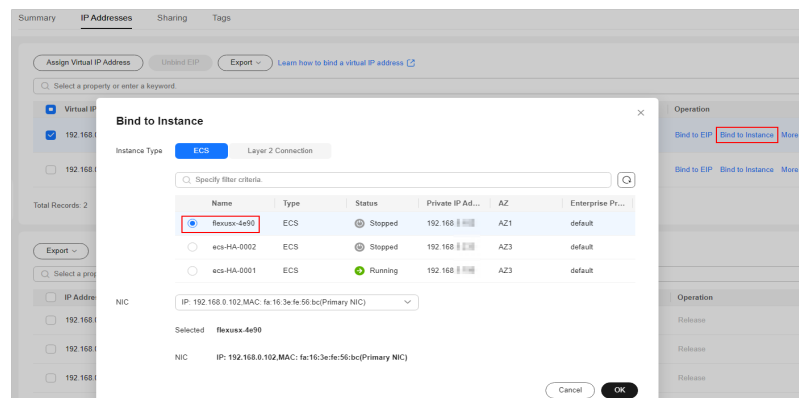 Summary IP Addresses Sharing Tags
Assign Virtual IP Address Unbind EIP Export Learn how to bind a virtual IP address
Select a property or enter a keyword.
Virtual IP Operation
192.168.0 Bind to EIP Bind to Instance More
192.168.0 Bind to EIP Bind to Instance More
Total Records: 2
Bind to Instance
Instance Type ECS Layer 2 Connection
Specify filter criteria.
Name Type Status Private IP Ad... AZ Enterprise Pr...
flexusx-4e90 ECS Stopped 192.168 AZ1 default
ecs-HA-0002 ECS Stopped 192.168 AZ3 default
ecs-HA-0001 ECS Running 192.168 AZ3 default
NIC IP: 192.168.0.102,MAC: fa:16:3e:fe:56:bc(Primary NIC)
Selected flexusx-4e90
NIC IP: 192.168.0.102,MAC: fa:16:3e:fe:56:bc(Primary NIC)
Cancel OK
Export
Select a prop
IP Addre Operation
192.168.0 Release
192.168.0 Release
192.168.0 Release